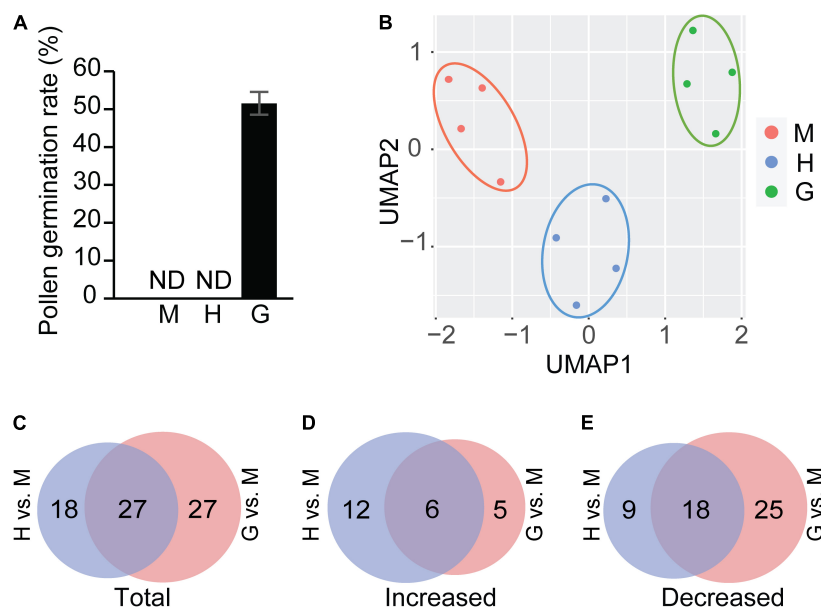 A
Pollen germination rate (%)
60
50
40
30
20
10
0
ND ND
M H G
B
UMAP2
1
0
−1
−2 −1 0 1 2
UMAP1
M
H
G
C
H vs. M
18 27 27
G vs. M
Total
D
H vs. M
12 6 5
G vs. M
Increased
E
H vs. M
9 18 25
G vs. M
Decreased